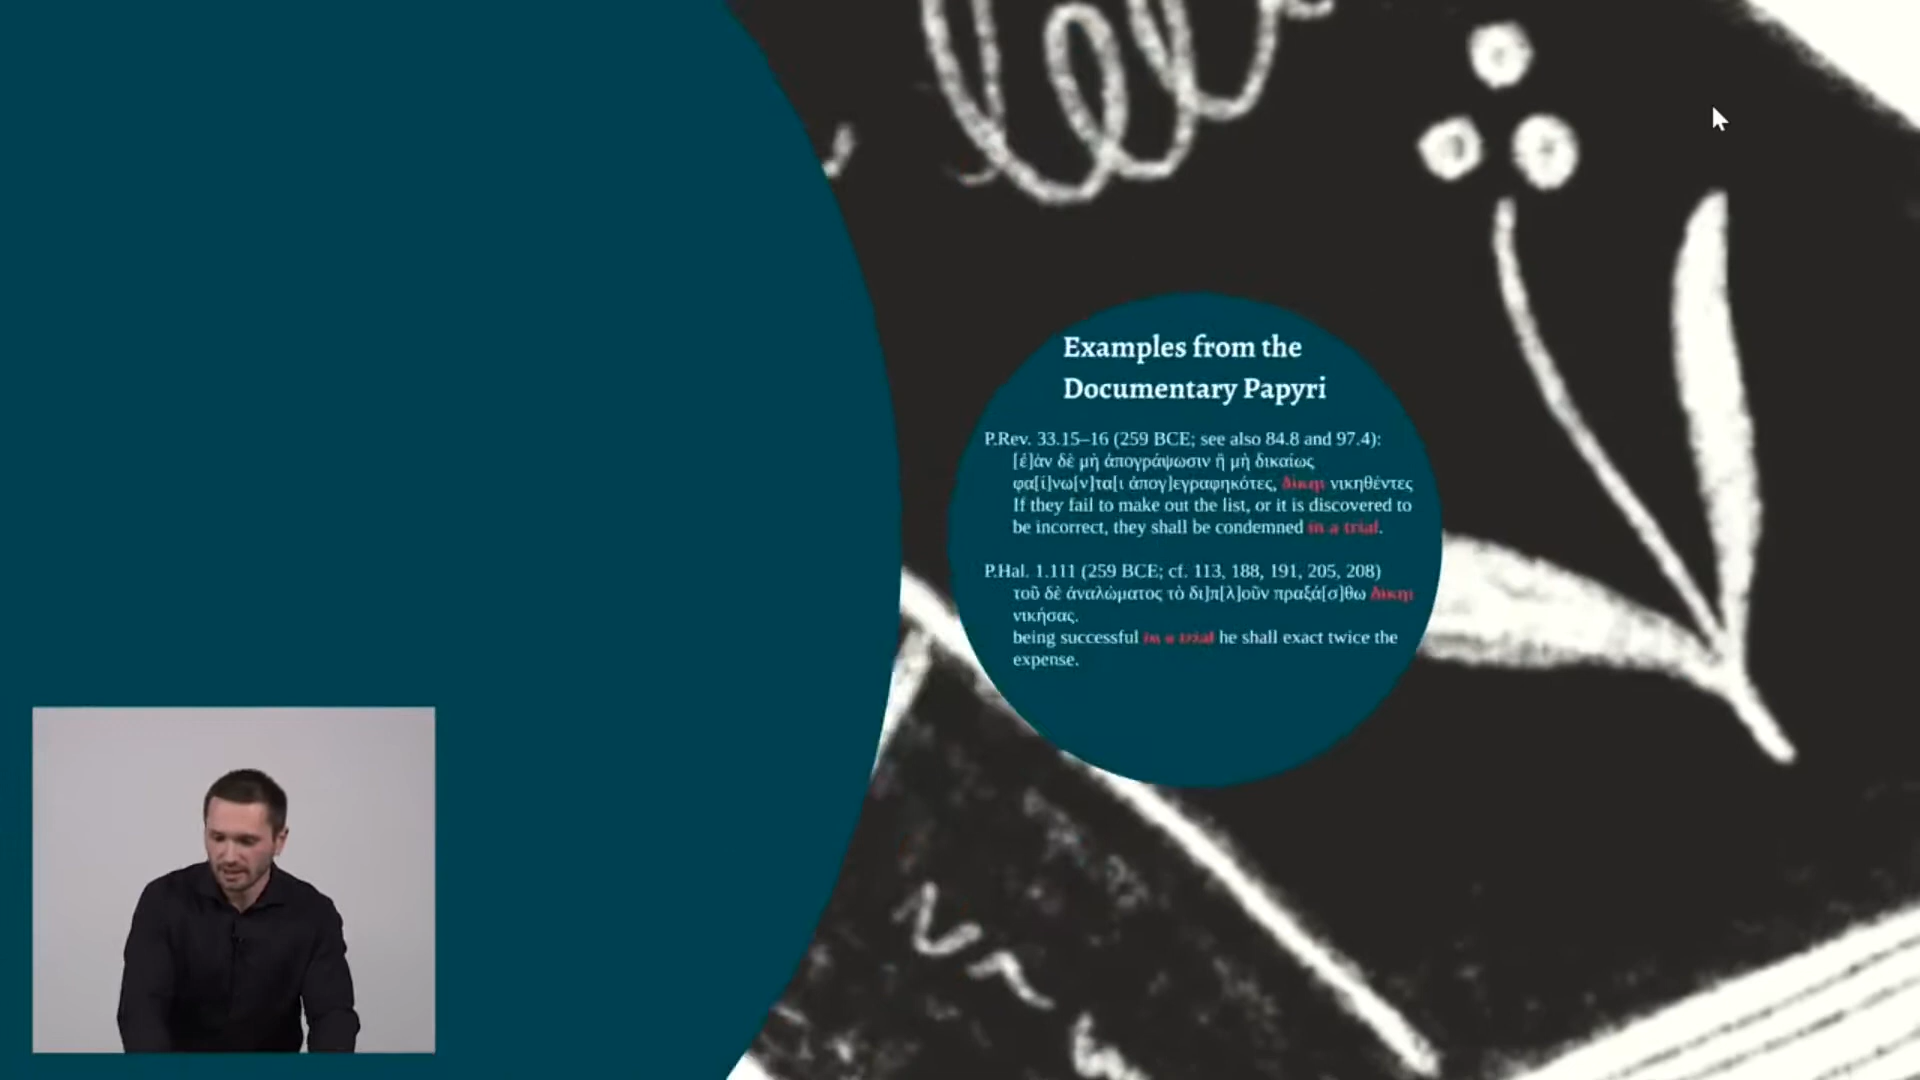 Examples from the
Documentary Papyri
P.Rev. 33.15–16 (259 BCE; see also 84.8 and 97.4):
[ἐ]ὰν δὲ μὴ ἀπογράψωσιν ἢ μὴ δικαίως
φα[ί]νω[ν]τα[ι ἀπογ]εγραφηκότες, δίκηι νικηθέντες
If they fail to make out the list, or it is discovered to
be incorrect, they shall be condemned in a trial.
P.Hal. 1.111 (259 BCE; cf. 113, 188, 191, 205, 208)
τοῦ δὲ ἀναλώματος τὸ δι]π[λ]οῦν πραξά[σ]θω δίκηι
νικήσας.
being successful in a trial he shall exact twice the
expense.